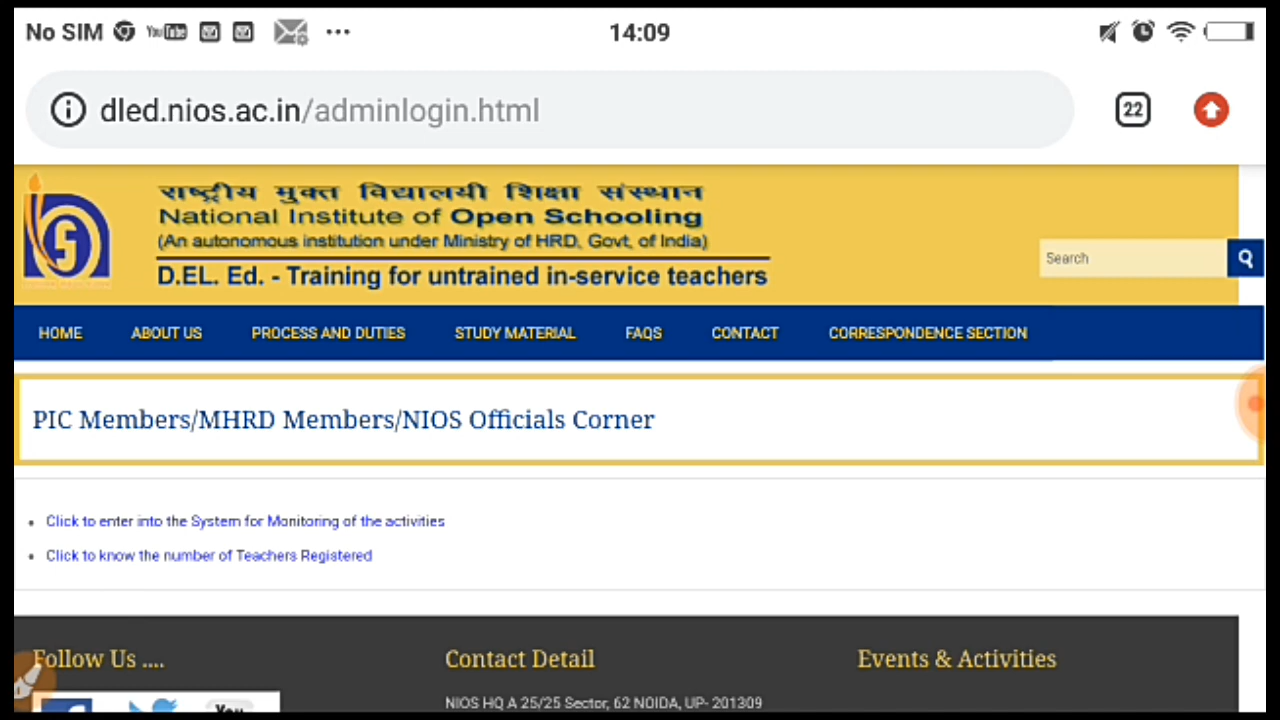 No SIM YouTube ... 14:09
dled.nios.ac.in/adminlogin.html 22
राष्ट्रीय मुक्त विद्यालयी शिक्षा संस्थान
National Institute of Open Schooling
(An autonomous institution under Ministry of HRD, Govt. of India)
D.EL. Ed. - Training for untrained in-service teachers
Search
HOME ABOUT US PROCESS AND DUTIES STUDY MATERIAL FAQS CONTACT CORRESPONDENCE SECTION
PIC Members/MHRD Members/NIOS Officials Corner
• Click to enter into the System for Monitoring of the activities
• Click to know the number of Teachers Registered
Follow Us .... Contact Detail Events & Activities
You
NIOS HQ A 25/25 Sector, 62 NOIDA, UP- 201309